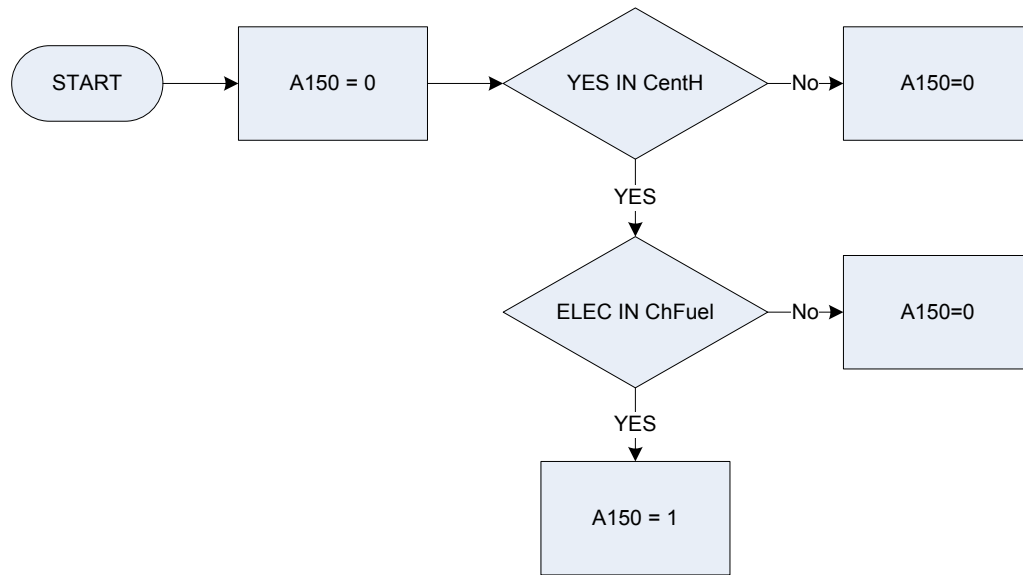 START
A150 = 0
YES IN CentH
No
A150=0
YES
ELEC IN ChFuel
No
A150=0
YES
A150 = 1